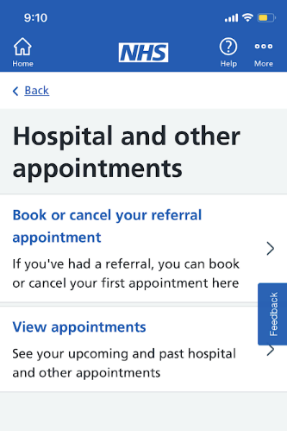 9:10
NHS
Home
Help
More
Back
Hospital and other
appointments
Book or cancel your referral
appointment
If you've had a referral, you can book
or cancel your first appointment here
Feedback
View appointments
See your upcoming and past hospital
and other appointments